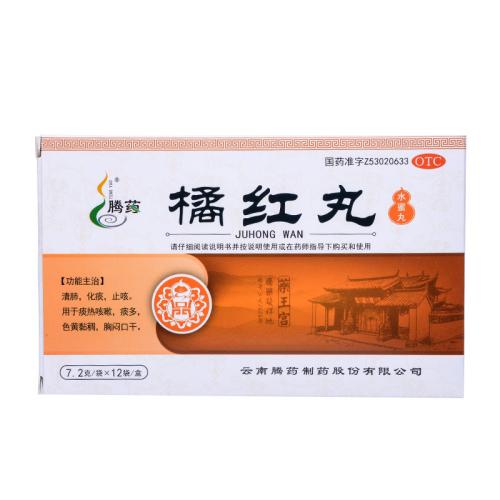 国药准字Z53020633 OTC
腾药
橘红丸
水蜜丸
JUHONG WAN
请仔细阅读说明书并按说明使用或在药师指导下购买和使用
【功能主治】
清肺，化痰，止咳。
用于痰热咳嗽，痰多，
色黄黏稠，胸闷口干。
药王宫
7.2克/袋×12袋/盒
云南腾药制药股份有限公司